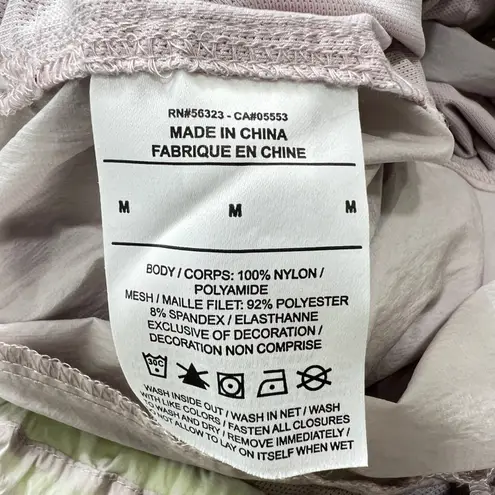 RN#56323 - CA#05553
MADE IN CHINA
FABRIQUE EN CHINE
M M M
BODY / CORPS: 100% NYLON /
POLYAMIDE
MESH / MAILLE FILET: 92% POLYESTER
8% SPANDEX / ELASTHANNE
EXCLUSIVE OF DECORATION /
DECORATION NON COMPRISE
30C
WASH INSIDE OUT / WASH IN NET / WASH
WITH LIKE COLORS / FASTEN ALL CLOSURES
TO WASH AND DRY / REMOVE IMMEDIATELY /
NOT ALLOW TO LAY ON ITSELF WHEN WET